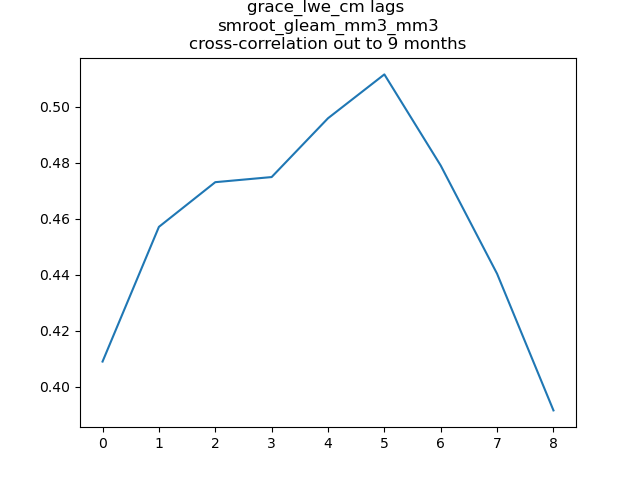 grace_lwe_cm lags
smroot_gleam_mm3_mm3
cross-correlation out to 9 months
0.50
0.48
0.46
0.44
0.42
0.40
0 1 2 3 4 5 6 7 8